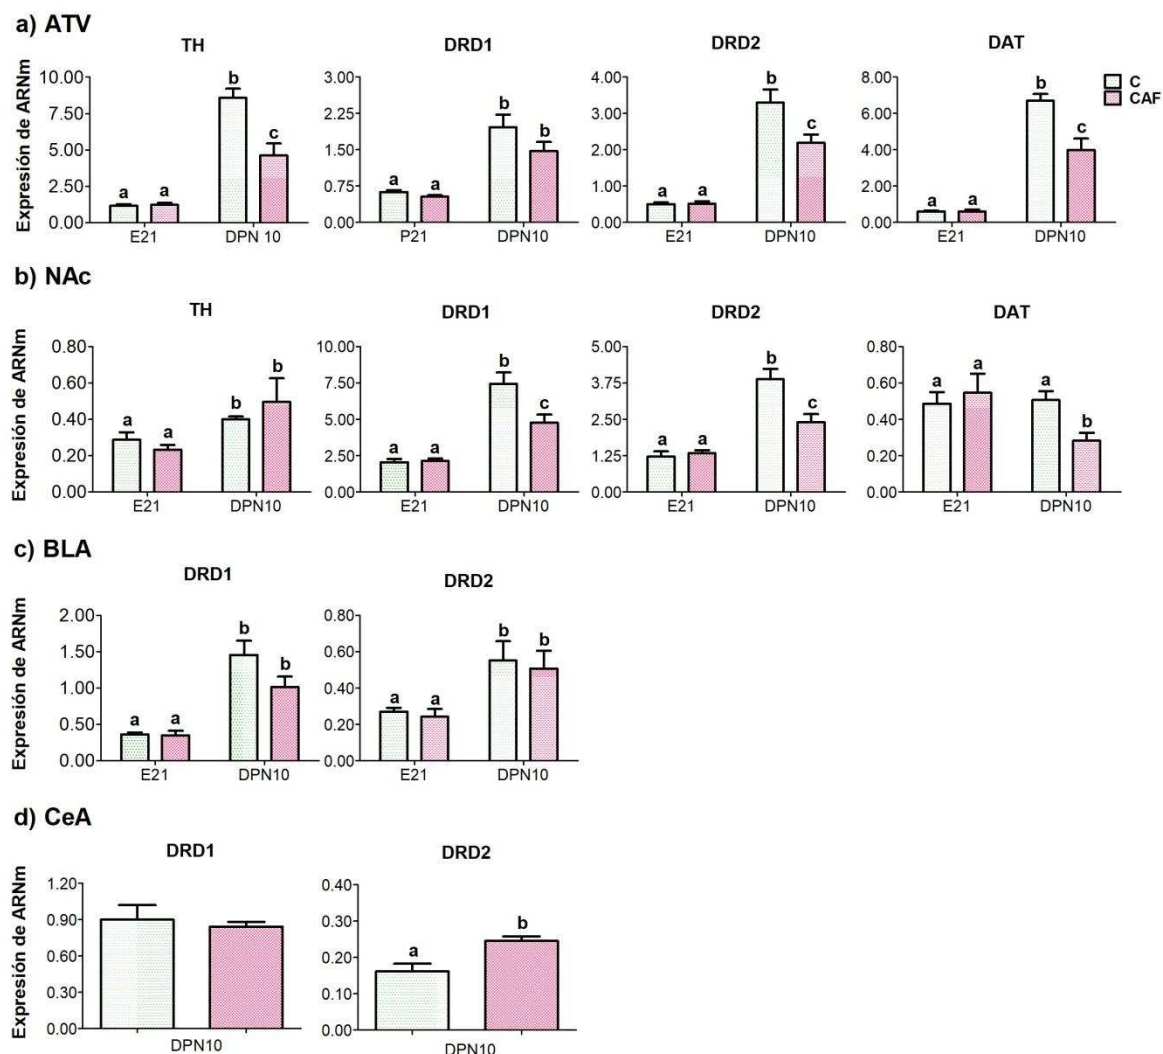 a) ATV
TH
DRD1
DRD2
DAT
C
CAF
Expresión de ARNm
10.00
7.50
5.00
2.50
0.00
a
a
b
c
E21
DPN 10
3.00
2.25
1.50
0.75
0.00
a
a
b
b
P21
DPN10
4.00
3.00
2.00
1.00
0.00
a
a
b
c
E21
DPN10
8.00
6.00
4.00
2.00
0.00
a
a
b
c
E21
DPN10
b) NAc
TH
DRD1
DRD2
DAT
Expresión de ARNm
0.80
0.60
0.40
0.20
0.00
a
a
b
b
E21
DPN10
10.00
7.50
5.00
2.50
0.00
a
a
b
c
E21
DPN10
5.00
3.75
2.50
1.25
0.00
a
a
b
c
E21
DPN10
0.80
0.60
0.40
0.20
0.00
a
a
a
b
E21
DPN10
c) BLA
DRD1
DRD2
Expresión de ARNm
2.00
1.50
1.00
0.50
0.00
a
a
b
b
E21
DPN10
0.80
0.60
0.40
0.20
0.00
a
a
b
b
E21
DPN10
d) CeA
DRD1
DRD2
Expresión de ARNm
1.20
0.90
0.60
0.30
0.00
DPN10
0.40
0.30
0.20
0.10
0.00
a
b
DPN10